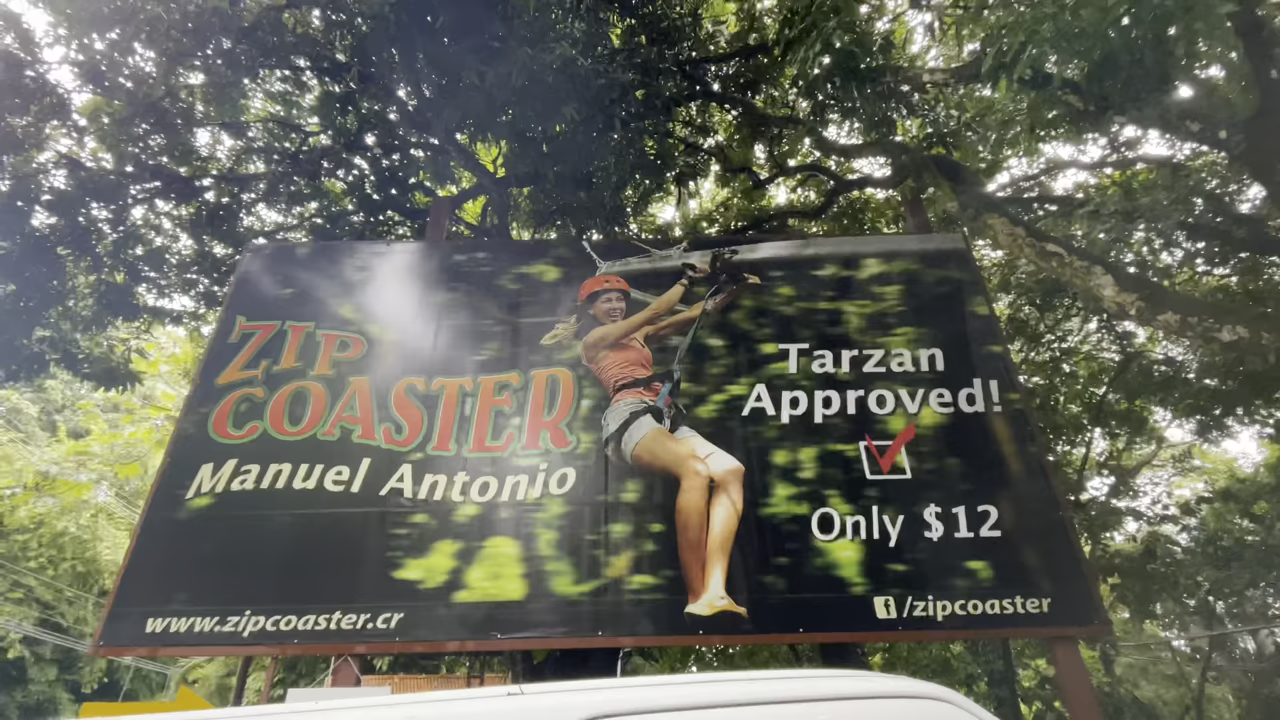 ZIP
COASTER
Manuel Antonio
www.zipcoaster.cr
Tarzan
Approved!
Only $12
f /zipcoaster